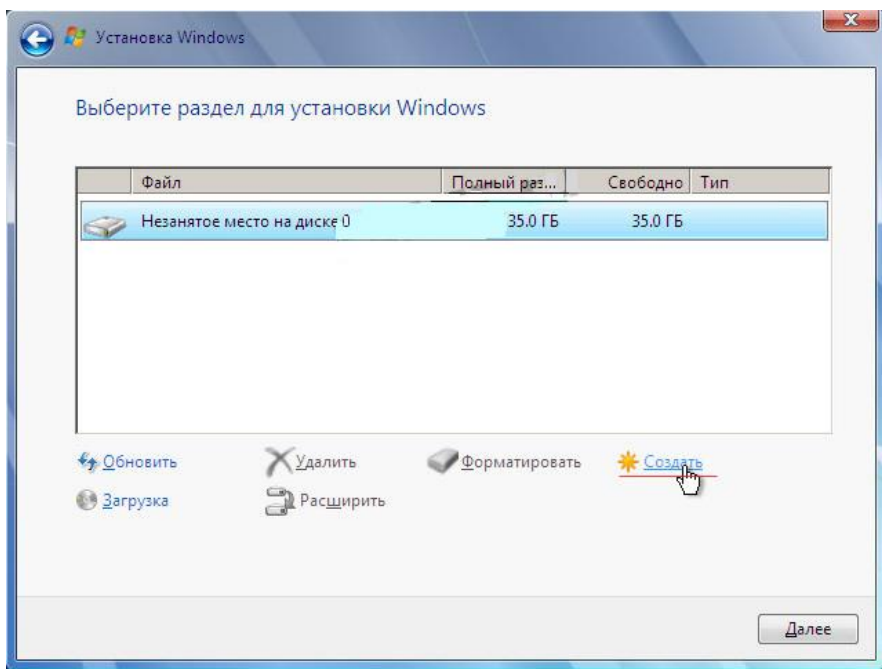 Установка Windows
Выберите раздел для установки Windows
Файл Полный раз... Свободно Тип
Незанятое место на диске 0 35.0 ГБ 35.0 ГБ
Обновить Удалить Форматировать Создать
Загрузка Расширить
Далее